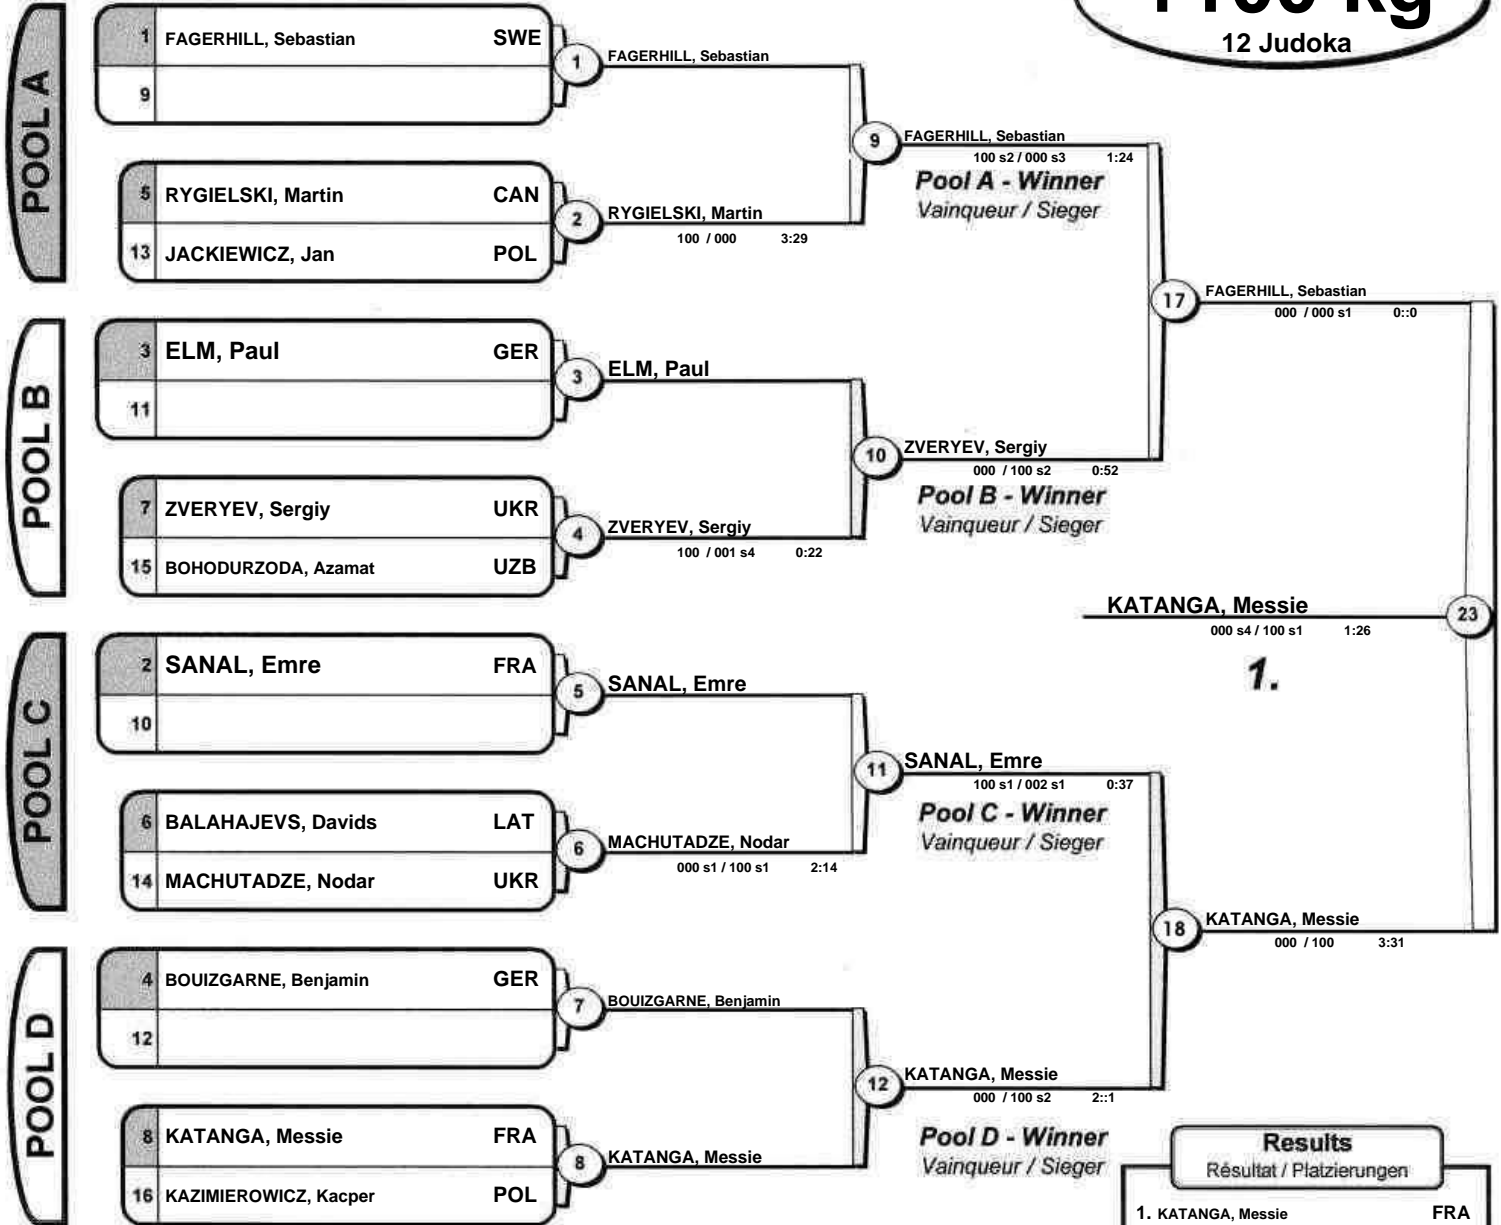 +100 kg
12 Judoka
POOL A
1 FAGERHILL, Sebastian SWE
9
1 FAGERHILL, Sebastian
5 RYGIELSKI, Martin CAN
13 JACKIEWICZ, Jan POL
2 RYGIELSKI, Martin
100 / 000 3:29
9 FAGERHILL, Sebastian
100 s2 / 000 s3 1:24
Pool A - Winner
Vainqueur / Sieger
POOL B
3 ELM, Paul GER
11
3 ELM, Paul
7 ZVERYEV, Sergiy UKR
15 BOHODURZODA, Azamat UZB
4 ZVERYEV, Sergiy
100 / 001 s4 0:22
10 ZVERYEV, Sergiy
000 / 100 s2 0:52
Pool B - Winner
Vainqueur / Sieger
17 FAGERHILL, Sebastian
000 / 000 s1 0::0
KATANGA, Messie 23
000 s4 / 100 s1 1:26
1.
POOL C
2 SANAL, Emre FRA
10
5 SANAL, Emre
6 BALAHAJEVS, Davids LAT
14 MACHUTADZE, Nodar UKR
6 MACHUTADZE, Nodar
000 s1 / 100 s1 2:14
11 SANAL, Emre
100 s1 / 002 s1 0:37
Pool C - Winner
Vainqueur / Sieger
18 KATANGA, Messie
000 / 100 3:31
POOL D
4 BOUIZGARNE, Benjamin GER
12
7 BOUIZGARNE, Benjamin
8 KATANGA, Messie FRA
16 KAZIMIEROWICZ, Kacper POL
8 KATANGA, Messie
12 KATANGA, Messie
000 / 100 s2 2::1
Pool D - Winner
Vainqueur / Sieger
Results
Résultat / Platzierungen
1. KATANGA, Messie FRA